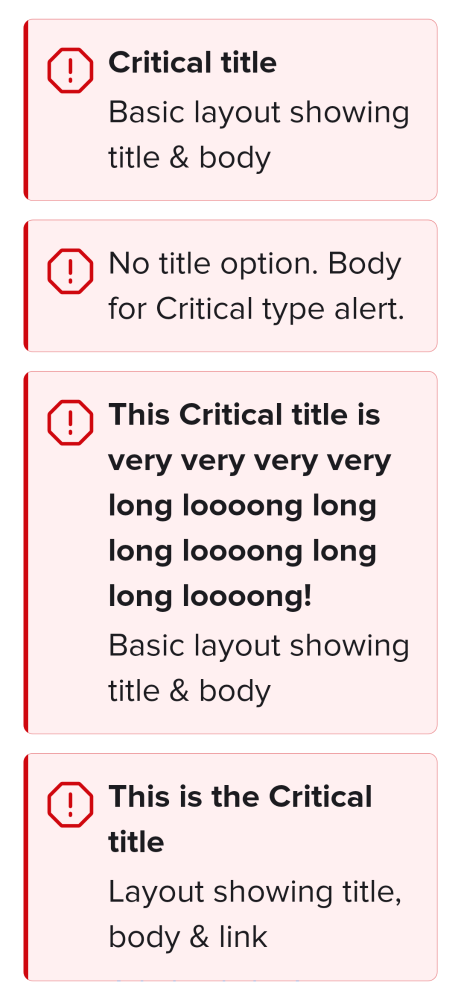 Critical title
Basic layout showing
title & body
No title option. Body
for Critical type alert.
This Critical title is
very very very very
long loooong long
long loooong long
long loooong!
Basic layout showing
title & body
This is the Critical
title
Layout showing title,
body & link